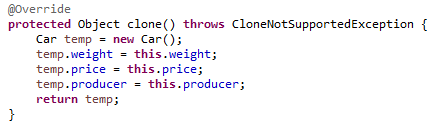 @Override
protected Object clone() throws CloneNotSupportedException {
    Car temp = new Car();
    temp.weight = this.weight;
    temp.price = this.price;
    temp.producer = this.producer;
    return temp;
}